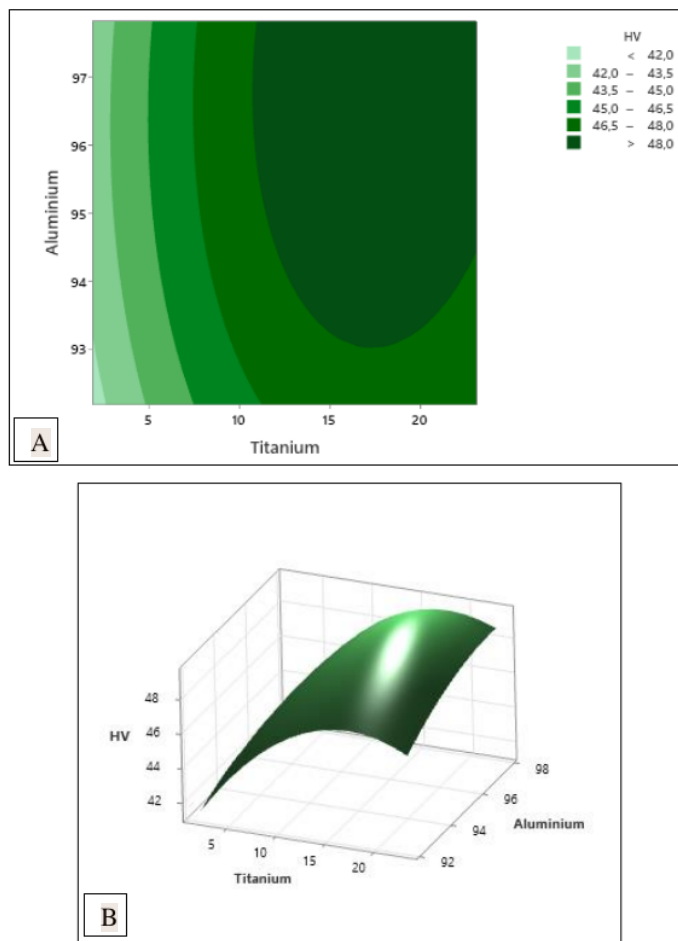 HV
< 42,0
42,0 – 43,5
43,5 – 45,0
45,0 – 46,5
46,5 – 48,0
> 48,0
97
96
95
94
93
Aluminium
5 10 15 20
Titanium
A
48
46
44
42
HV
5 10 15 20
Titanium
98
96
94
92
Aluminium
B